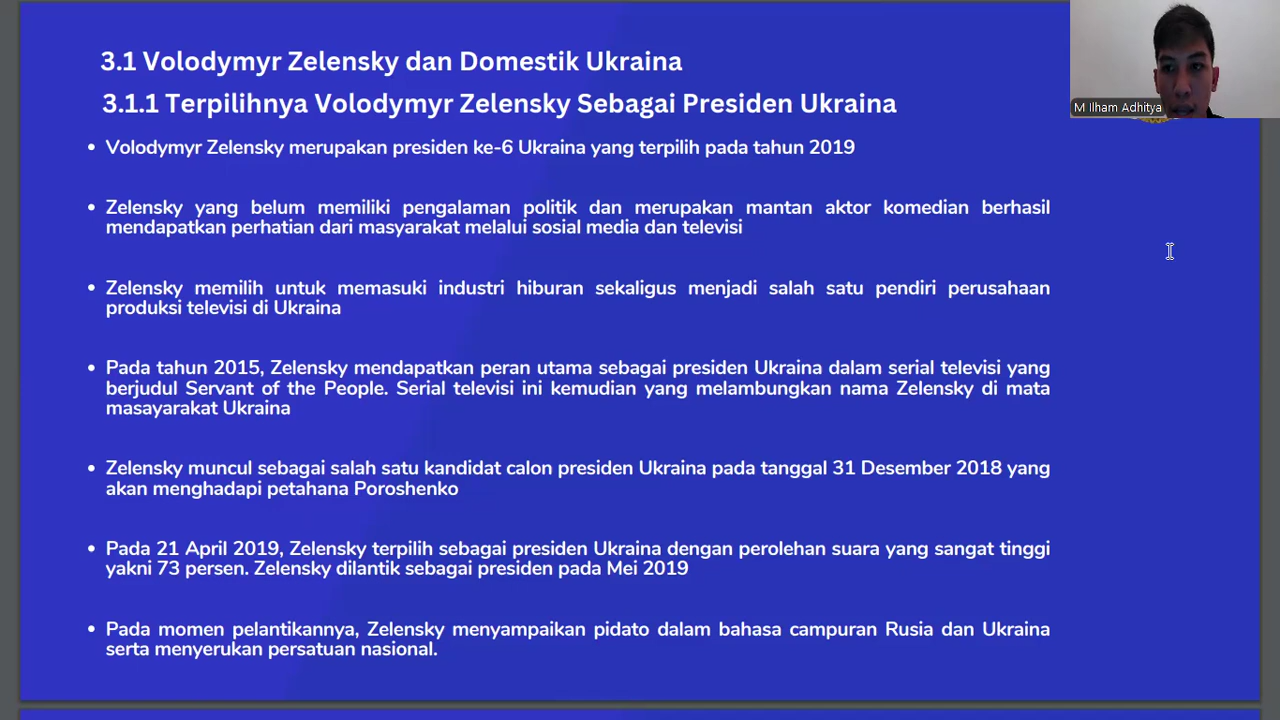 3.1 Volodymyr Zelensky dan Domestik Ukraina
3.1.1 Terpilihnya Volodymyr Zelensky Sebagai Presiden Ukraina
M Ilham Adhitya
• Volodymyr Zelensky merupakan presiden ke-6 Ukraina yang terpilih pada tahun 2019
• Zelensky yang belum memiliki pengalaman politik dan merupakan mantan aktor komedian berhasil
mendapatkan perhatian dari masyarakat melalui sosial media dan televisi
• Zelensky memilih untuk memasuki industri hiburan sekaligus menjadi salah satu pendiri perusahaan
produksi televisi di Ukraina
• Pada tahun 2015, Zelensky mendapatkan peran utama sebagai presiden Ukraina dalam serial televisi yang
berjudul Servant of the People. Serial televisi ini kemudian yang melambungkan nama Zelensky di mata
masayarakat Ukraina
• Zelensky muncul sebagai salah satu kandidat calon presiden Ukraina pada tanggal 31 Desember 2018 yang
akan menghadapi petahana Poroshenko
• Pada 21 April 2019, Zelensky terpilih sebagai presiden Ukraina dengan perolehan suara yang sangat tinggi
yakni 73 persen. Zelensky dilantik sebagai presiden pada Mei 2019
• Pada momen pelantikannya, Zelensky menyampaikan pidato dalam bahasa campuran Rusia dan Ukraina
serta menyerukan persatuan nasional.